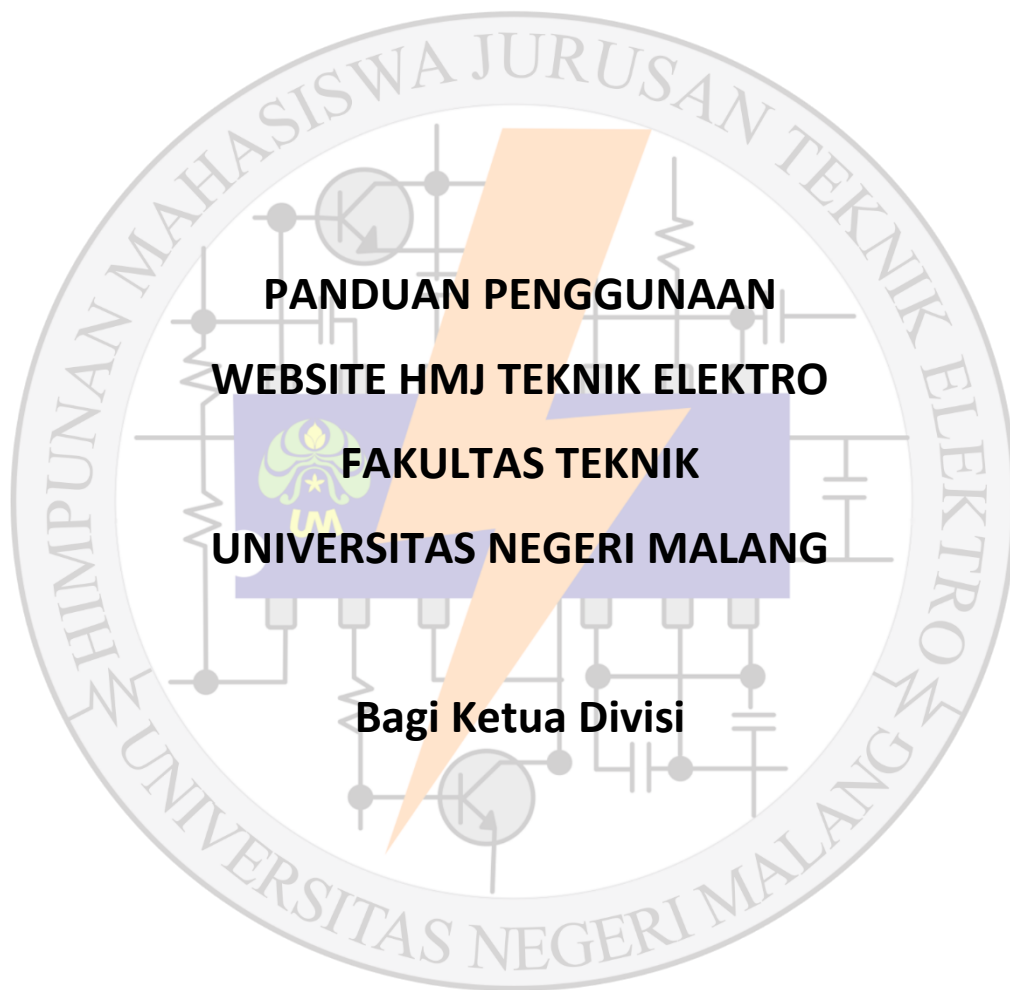 HIMPUNAN MAHASISWA JURUSAN TEKNIK ELEKTRO
PANDUAN PENGGUNAAN
WEBSITE HMJ TEKNIK ELEKTRO
FAKULTAS TEKNIK
UM
UNIVERSITAS NEGERI MALANG
Bagi Ketua Divisi
UNIVERSITAS NEGERI MALANG